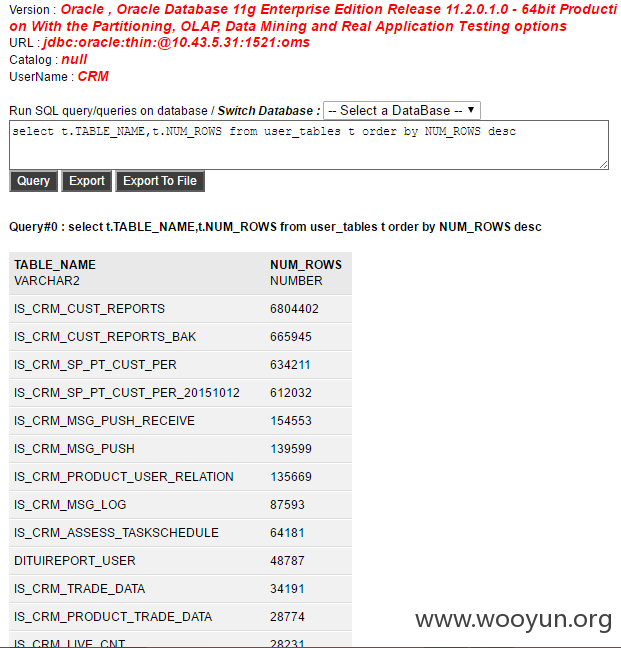 Version : Oracle , Oracle Database 11g Enterprise Edition Release 11.2.0.1.0 - 64bit Producti
on With the Partitioning, OLAP, Data Mining and Real Application Testing options
URL : jdbc:oracle:thin:@10.43.5.31:1521:oms
Catalog : null
UserName : CRM
Run SQL query/queries on database / Switch Database : -- Select a DataBase -- ▼
select t.TABLE_NAME,t.NUM_ROWS from user_tables t order by NUM_ROWS desc
Query Export Export To File
Query#0 : select t.TABLE_NAME,t.NUM_ROWS from user_tables t order by NUM_ROWS desc
TABLE_NAME NUM_ROWS
VARCHAR2 NUMBER
IS_CRM_CUST_REPORTS 6804402
IS_CRM_CUST_REPORTS_BAK 665945
IS_CRM_SP_PT_CUST_PER 634211
IS_CRM_SP_PT_CUST_PER_20151012 612032
IS_CRM_MSG_PUSH_RECEIVE 154553
IS_CRM_MSG_PUSH 139599
IS_CRM_PRODUCT_USER_RELATION 135669
IS_CRM_MSG_LOG 87593
IS_CRM_ASSESS_TASKSCHEDULE 64181
DITUIREPORT_USER 48787
IS_CRM_TRADE_DATA 34191
IS_CRM_PRODUCT_TRADE_DATA 28774
IS_CRM_LIVE_CNT 28231
www.wooyun.org